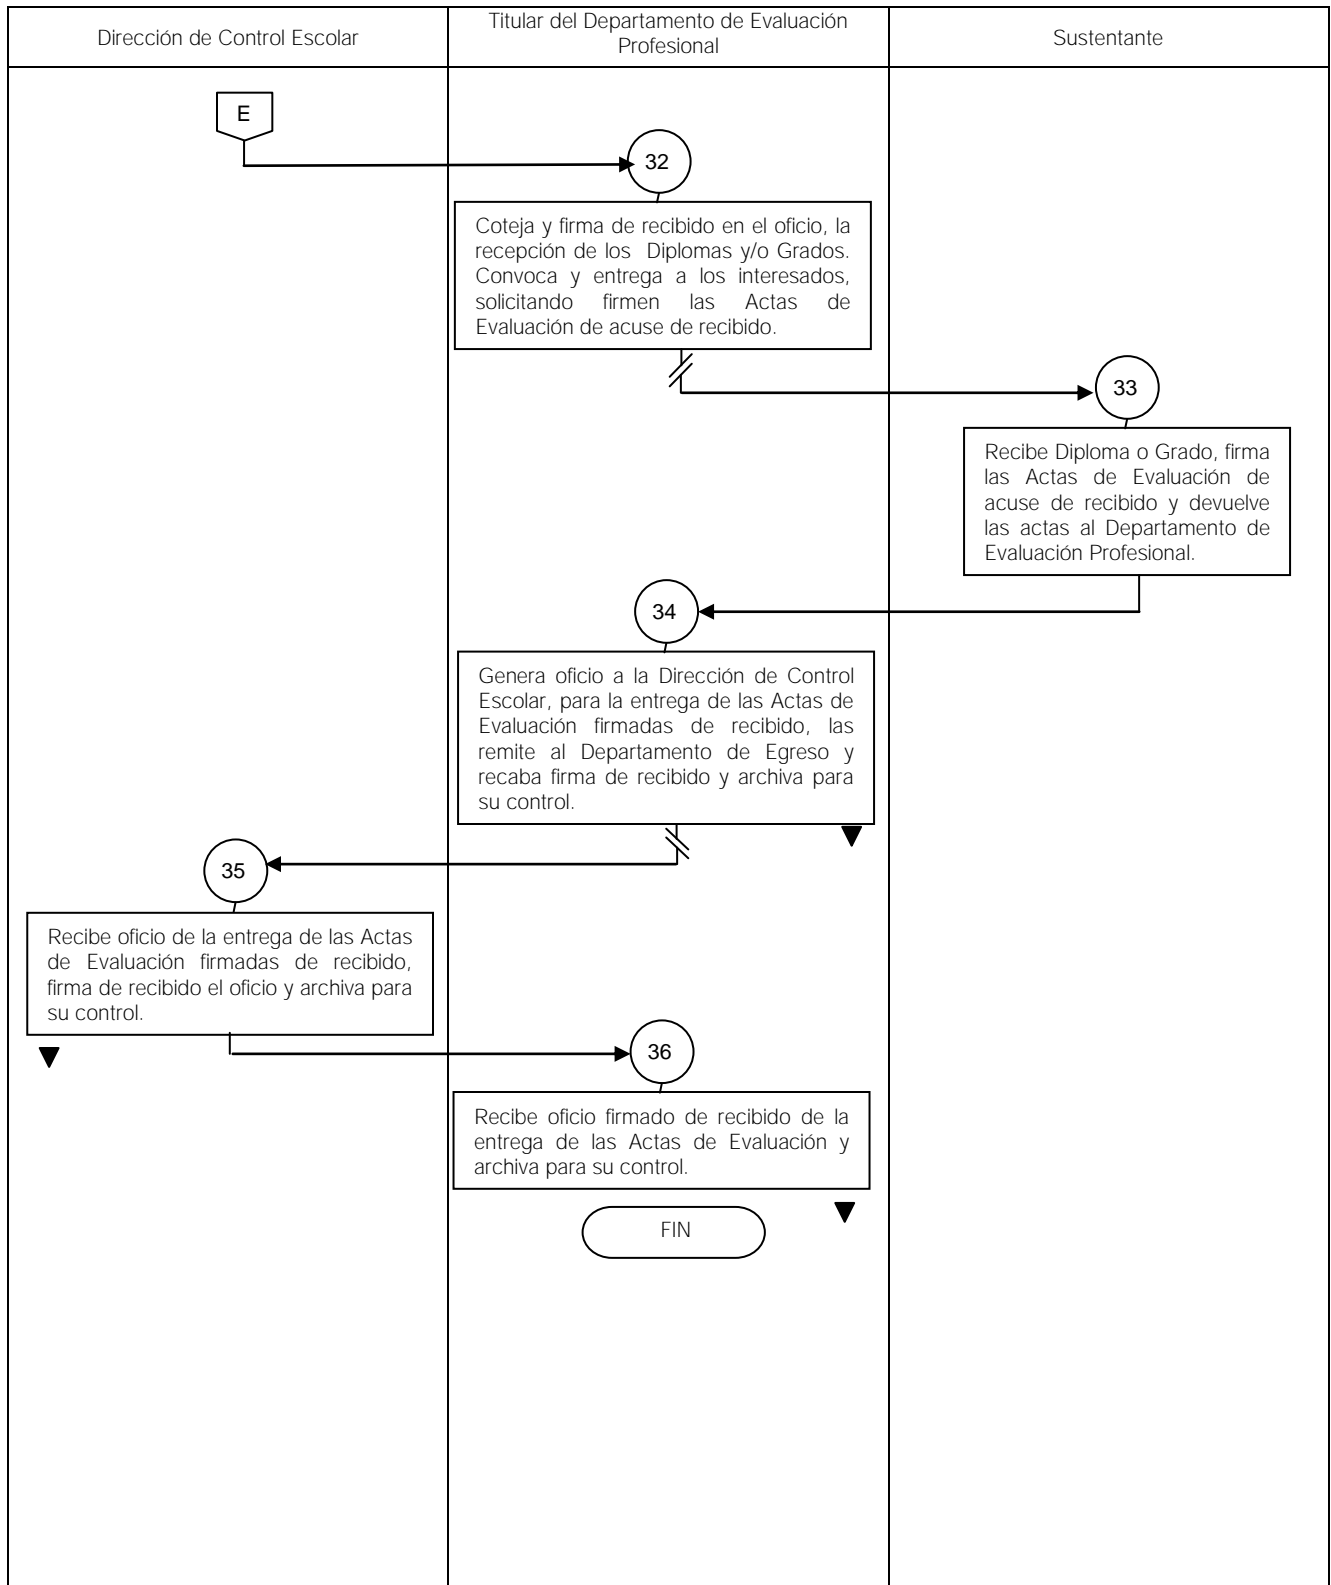 Dirección de Control Escolar
Titular del Departamento de Evaluación
Profesional
Sustentante
E
32
Coteja y firma de recibido en el oficio, la
recepción de los Diplomas y/o Grados.
Convoca y entrega a los interesados,
solicitando firmen las Actas de
Evaluación de acuse de recibido.
33
Recibe Diploma o Grado, firma
las Actas de Evaluación de
acuse de recibido y devuelve
las actas al Departamento de
Evaluación Profesional.
34
Genera oficio a la Dirección de Control
Escolar, para la entrega de las Actas de
Evaluación firmadas de recibido, las
remite al Departamento de Egreso y
recaba firma de recibido y archiva para
su control.
35
Recibe oficio de la entrega de las Actas
de Evaluación firmadas de recibido,
firma de recibido el oficio y archiva para
su control.
36
Recibe oficio firmado de recibido de la
entrega de las Actas de Evaluación y
archiva para su control.
FIN